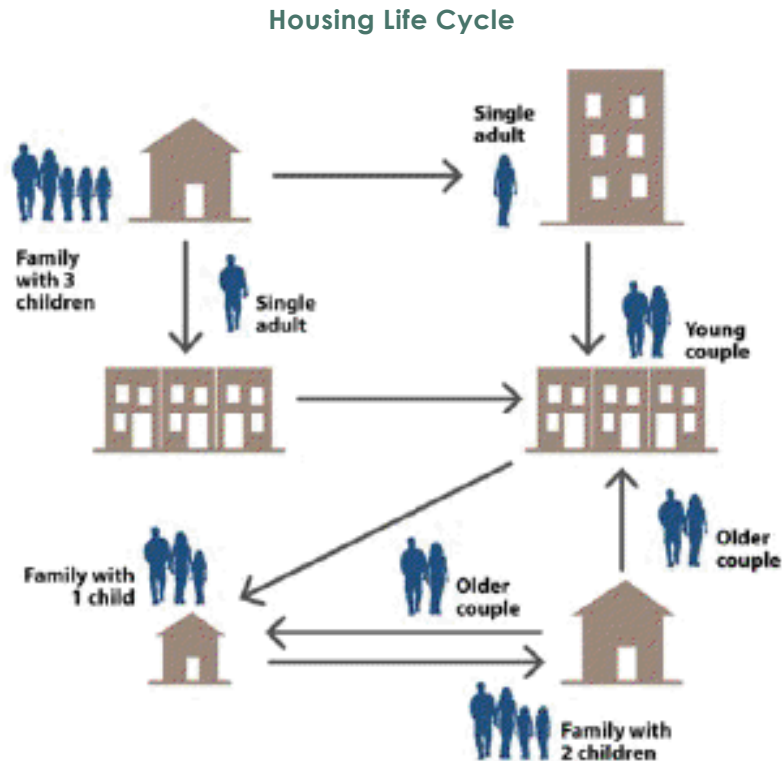 Housing Life Cycle
Single
adult
Family
with 3
children
Single
adult
Young
couple
Older
couple
Family with
1 child
Older
couple
Family with
2 children